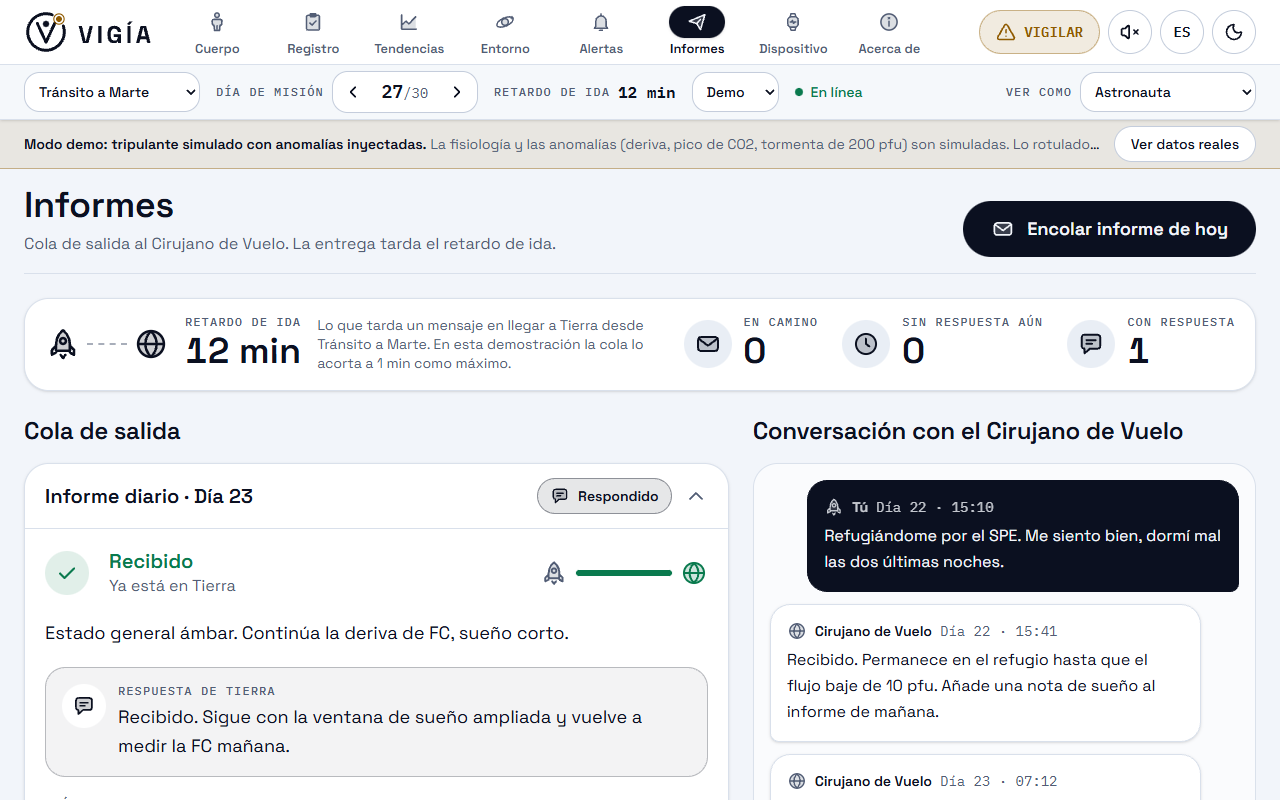 VIGÍA
Cuerpo
Registro
Tendencias
Entorno
Alertas
Informes
Dispositivo
Acerca de
VIGILAR
ES
Tránsito a Marte
DÍA DE MISIÓN
27/30
RETARDO DE IDA 12 min
Demo
En línea
VER COMO
Astronauta
Modo demo: tripulante simulado con anomalías inyectadas. La fisiología y las anomalías (deriva, pico de CO2, tormenta de 200 pfu) son simuladas. Lo rotulado…
Ver datos reales
Informes
Cola de salida al Cirujano de Vuelo. La entrega tarda el retardo de ida.
Encolar informe de hoy
RETARDO DE IDA
12 min
Lo que tarda un mensaje en llegar a Tierra desde
Tránsito a Marte. En esta demostración la cola lo
acorta a 1 min como máximo.
EN CAMINO
0
SIN RESPUESTA AÚN
0
CON RESPUESTA
1
Cola de salida
Informe diario · Día 23
Respondido
Recibido
Ya está en Tierra
Estado general ámbar. Continúa la deriva de FC, sueño corto.
RESPUESTA DE TIERRA
Recibido. Sigue con la ventana de sueño ampliada y vuelve a
medir la FC mañana.
Conversación con el Cirujano de Vuelo
Tú Día 22 · 15:10
Refugiándome por el SPE. Me siento bien, dormí mal
las dos últimas noches.
Cirujano de Vuelo Día 22 · 15:41
Recibido. Permanece en el refugio hasta que el
flujo baje de 10 pfu. Añade una nota de sueño al
informe de mañana.
Cirujano de Vuelo Día 23 · 07:12